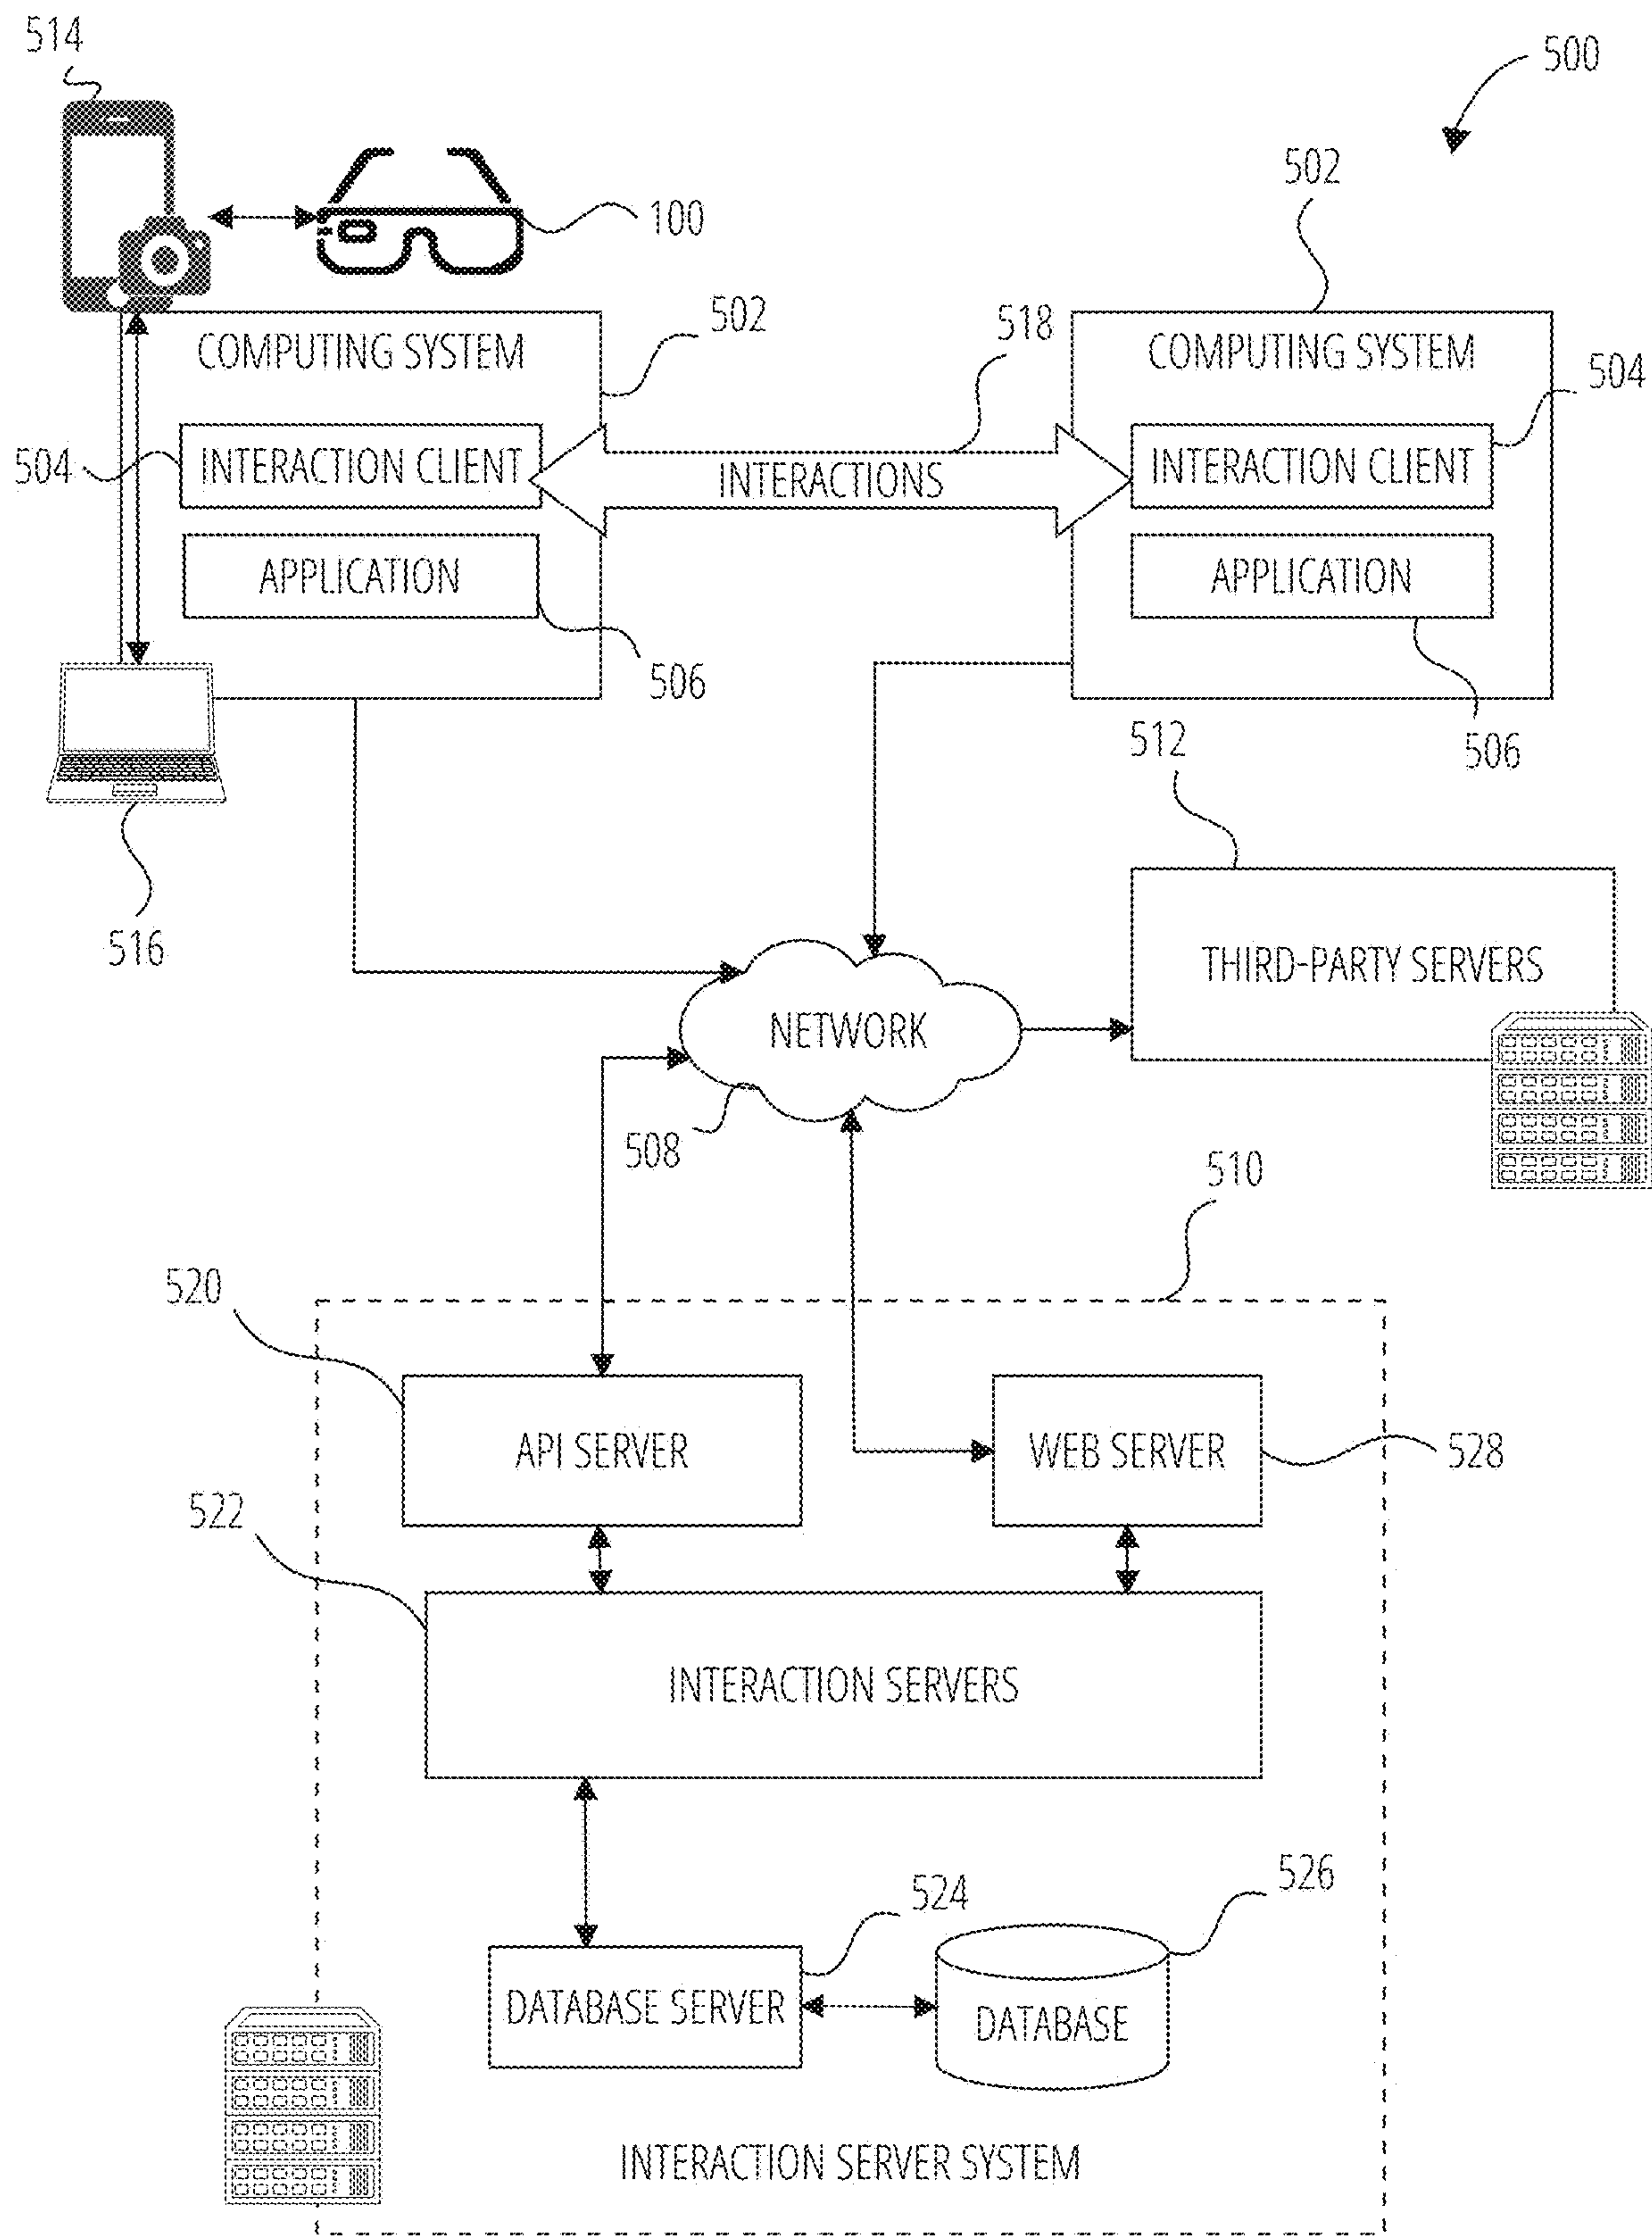 514
500
502
100
502
518
COMPUTING SYSTEM
COMPUTING SYSTEM
504
504
INTERACTION CLIENT
INTERACTIONS
INTERACTION CLIENT
APPLICATION
APPLICATION
506
506
512
516
THIRD-PARTY SERVERS
NETWORK
508
510
520
API SERVER
WEB SERVER
528
522
INTERACTION SERVERS
524
526
DATABASE SERVER
DATABASE
INTERACTION SERVER SYSTEM